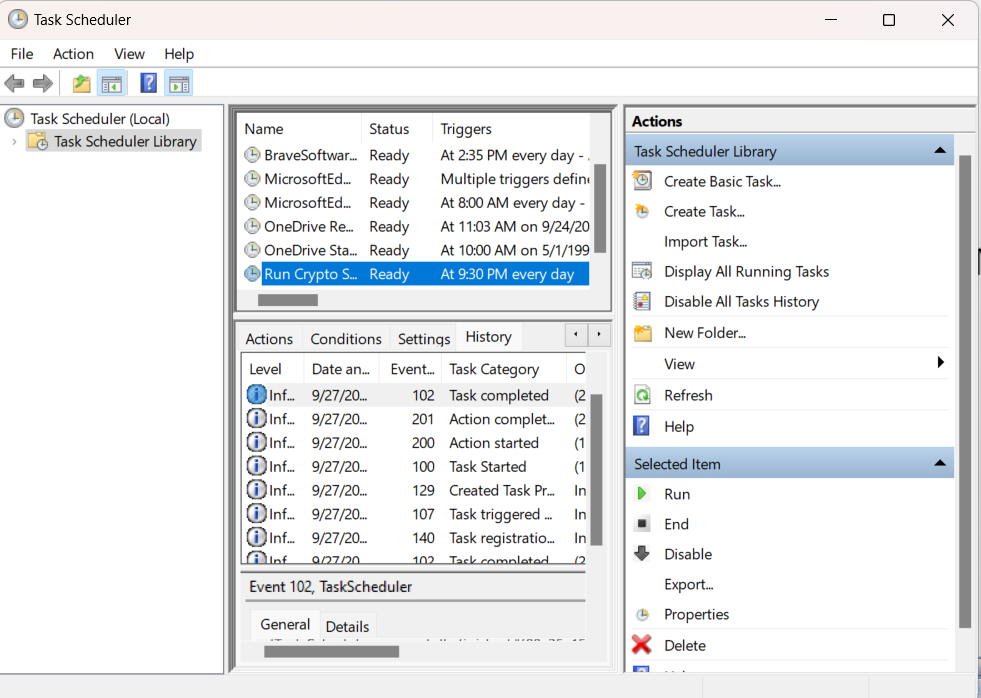 Task Scheduler
File Action View Help
Task Scheduler (Local)
Task Scheduler Library
Name Status Triggers
BraveSoftwar... Ready At 2:35 PM every day - .
MicrosoftEd... Ready Multiple triggers define
MicrosoftEd... Ready At 8:00 AM every day -
OneDrive Re... Ready At 11:03 AM on 9/24/20
OneDrive Sta... Ready At 10:00 AM on 5/1/199
Run Crypto S... Ready At 9:30 PM every day
Actions Conditions Settings History
Level Date an... Event... Task Category O
Inf... 9/27/20... 102 Task completed (2
Inf... 9/27/20... 201 Action complet... (2
Inf... 9/27/20... 200 Action started (1
Inf... 9/27/20... 100 Task Started (1
Inf... 9/27/20... 129 Created Task Pr... In
Inf... 9/27/20... 107 Task triggered ... In
Inf... 9/27/20... 140 Task registratio... In
Inf... 9/27/20... 102 Task completed (2
Event 102, TaskScheduler
General Details
Actions
Task Scheduler Library
Create Basic Task...
Create Task...
Import Task...
Display All Running Tasks
Disable All Tasks History
New Folder...
View
Refresh
Help
Selected Item
Run
End
Disable
Export...
Properties
Delete